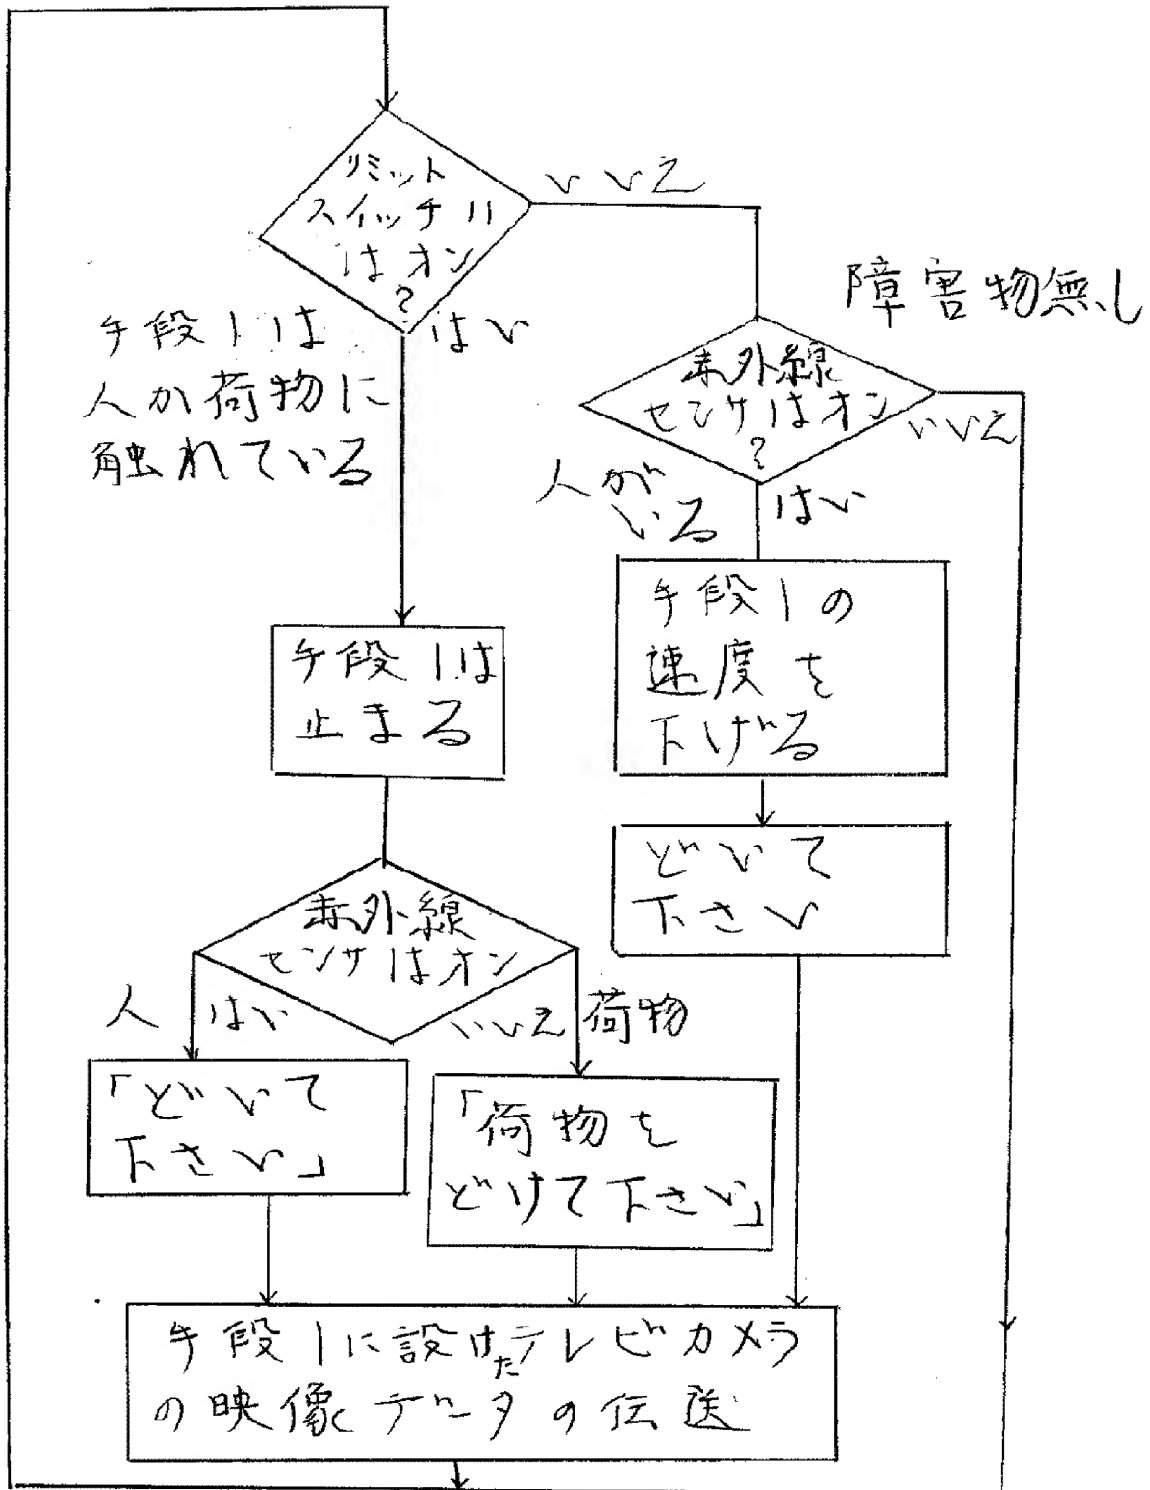 リミット
スイッチ11
はオン
?
いいえ
はい
手段1は
人か荷物に
触れている
障害物無し
赤外線
センサはオン
?
いいえ
人が
いる
はい
手段1の
速度を
下げる
どいて
下さい
手段1は
止まる
赤外線
センサはオン
人
はい
いいえ
荷物
「どいて
下さい」
「荷物を
どけて下さい」
手段1に設けたテレビカメラ
の映像データの伝送